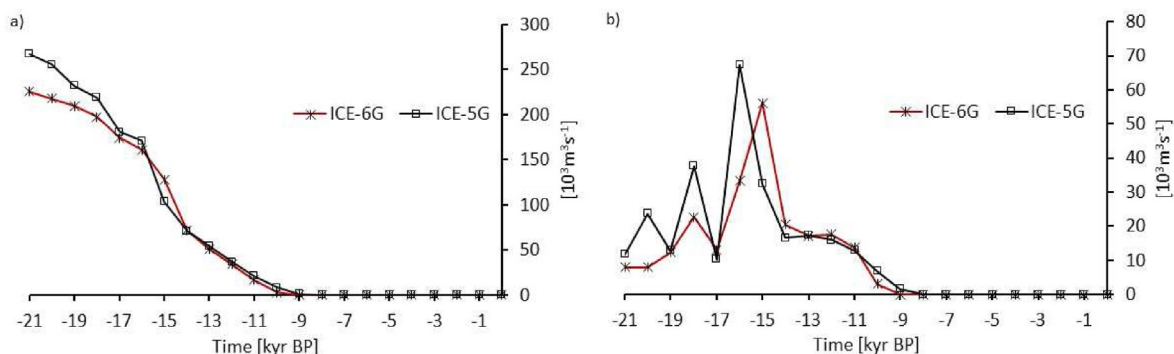 a)
300
250
200
150
100
50
0
[10³m³s⁻¹]
ICE-6G ICE-5G
-21 -19 -17 -15 -13 -11 -9 -7 -5 -3 -1
Time [kyr BP]
b)
80
70
60
50
40
30
20
10
0
[10³m³s⁻¹]
ICE-6G ICE-5G
-21 -19 -17 -15 -13 -11 -9 -7 -5 -3 -1
Time [kyr BP]